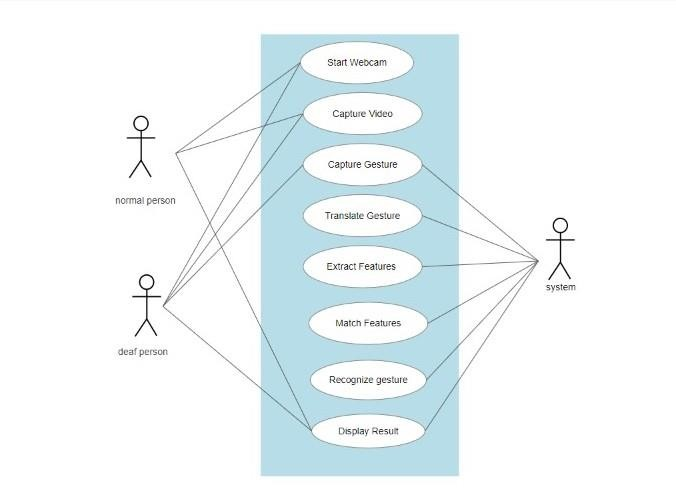 Start Webcam
Capture Video
Capture Gesture
normal person
Translate Gesture
Extract Features
system
Match Features
deaf person
Recognize gesture
Display Result